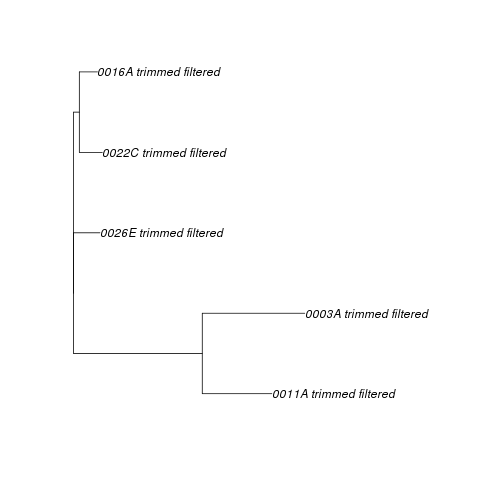 0016A trimmed filtered
0022C trimmed filtered
0026E trimmed filtered
0003A trimmed filtered
0011A trimmed filtered